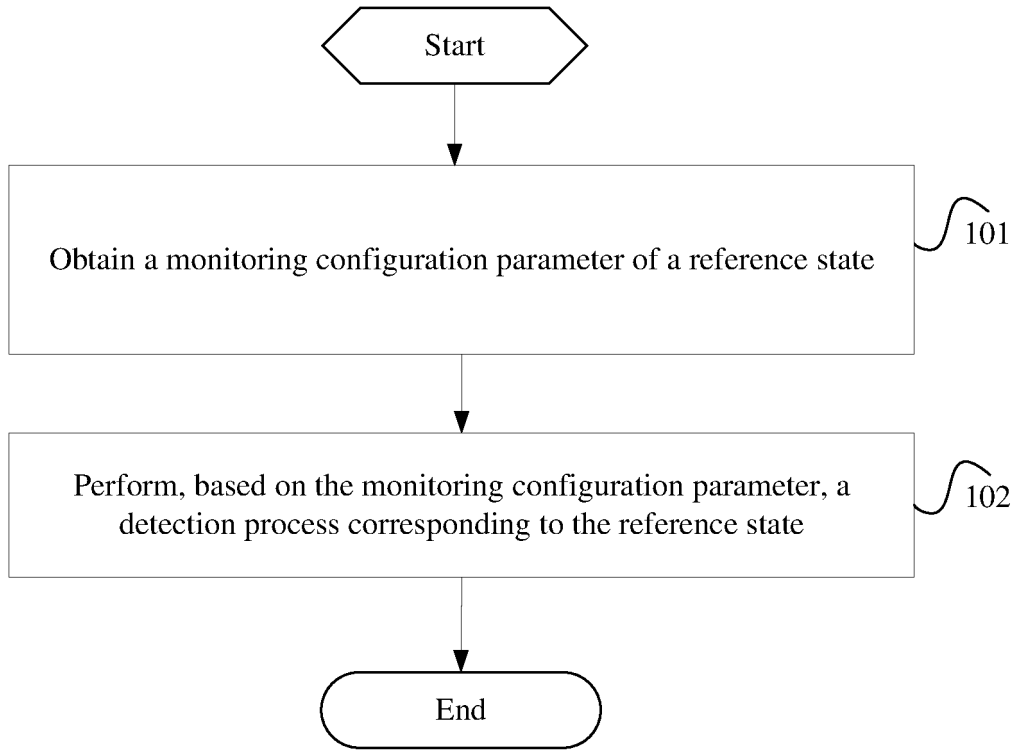 Start
Obtain a monitoring configuration parameter of a reference state
101
Perform, based on the monitoring configuration parameter, a
detection process corresponding to the reference state
102
End